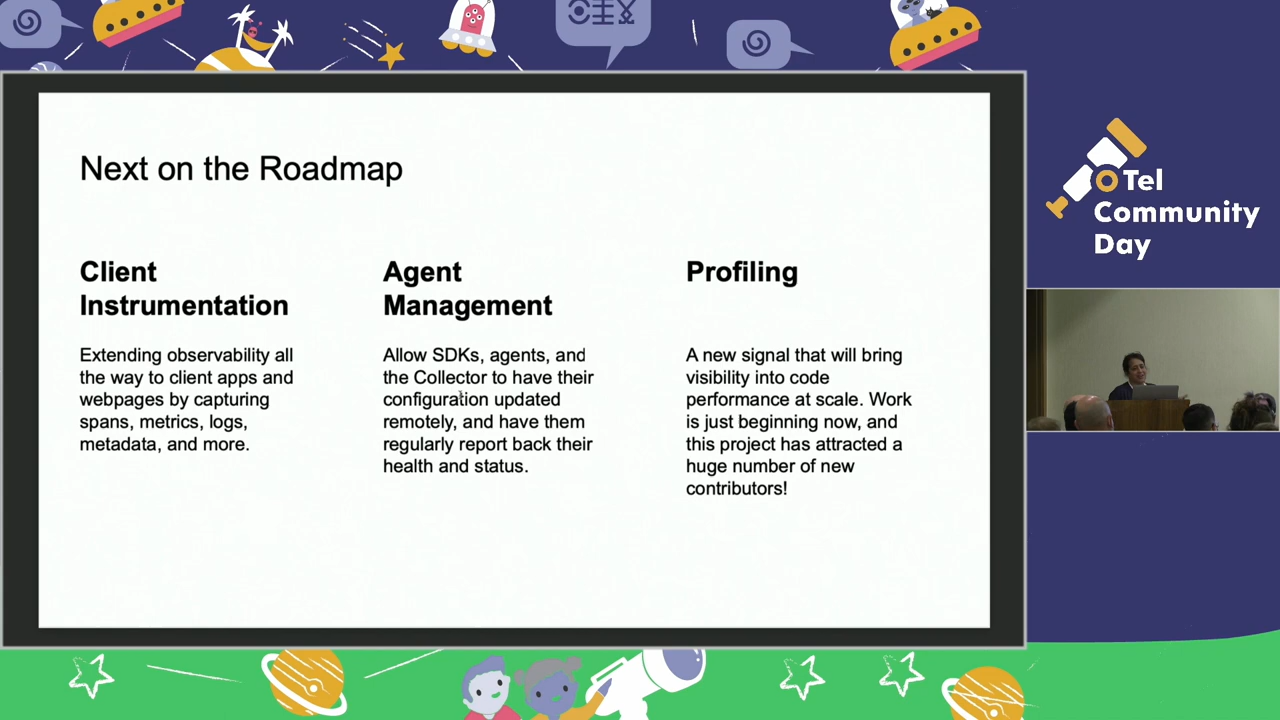 Next on the Roadmap
Client
Instrumentation
Extending observability all
the way to client apps and
webpages by capturing
spans, metrics, logs,
metadata, and more.
Agent
Management
Allow SDKs, agents, and
the Collector to have their
configuration updated
remotely, and have them
regularly report back their
health and status.
Profiling
A new signal that will bring
visibility into code
performance at scale. Work
is just beginning now, and
this project has attracted a
huge number of new
contributors!
OTel
Community
Day